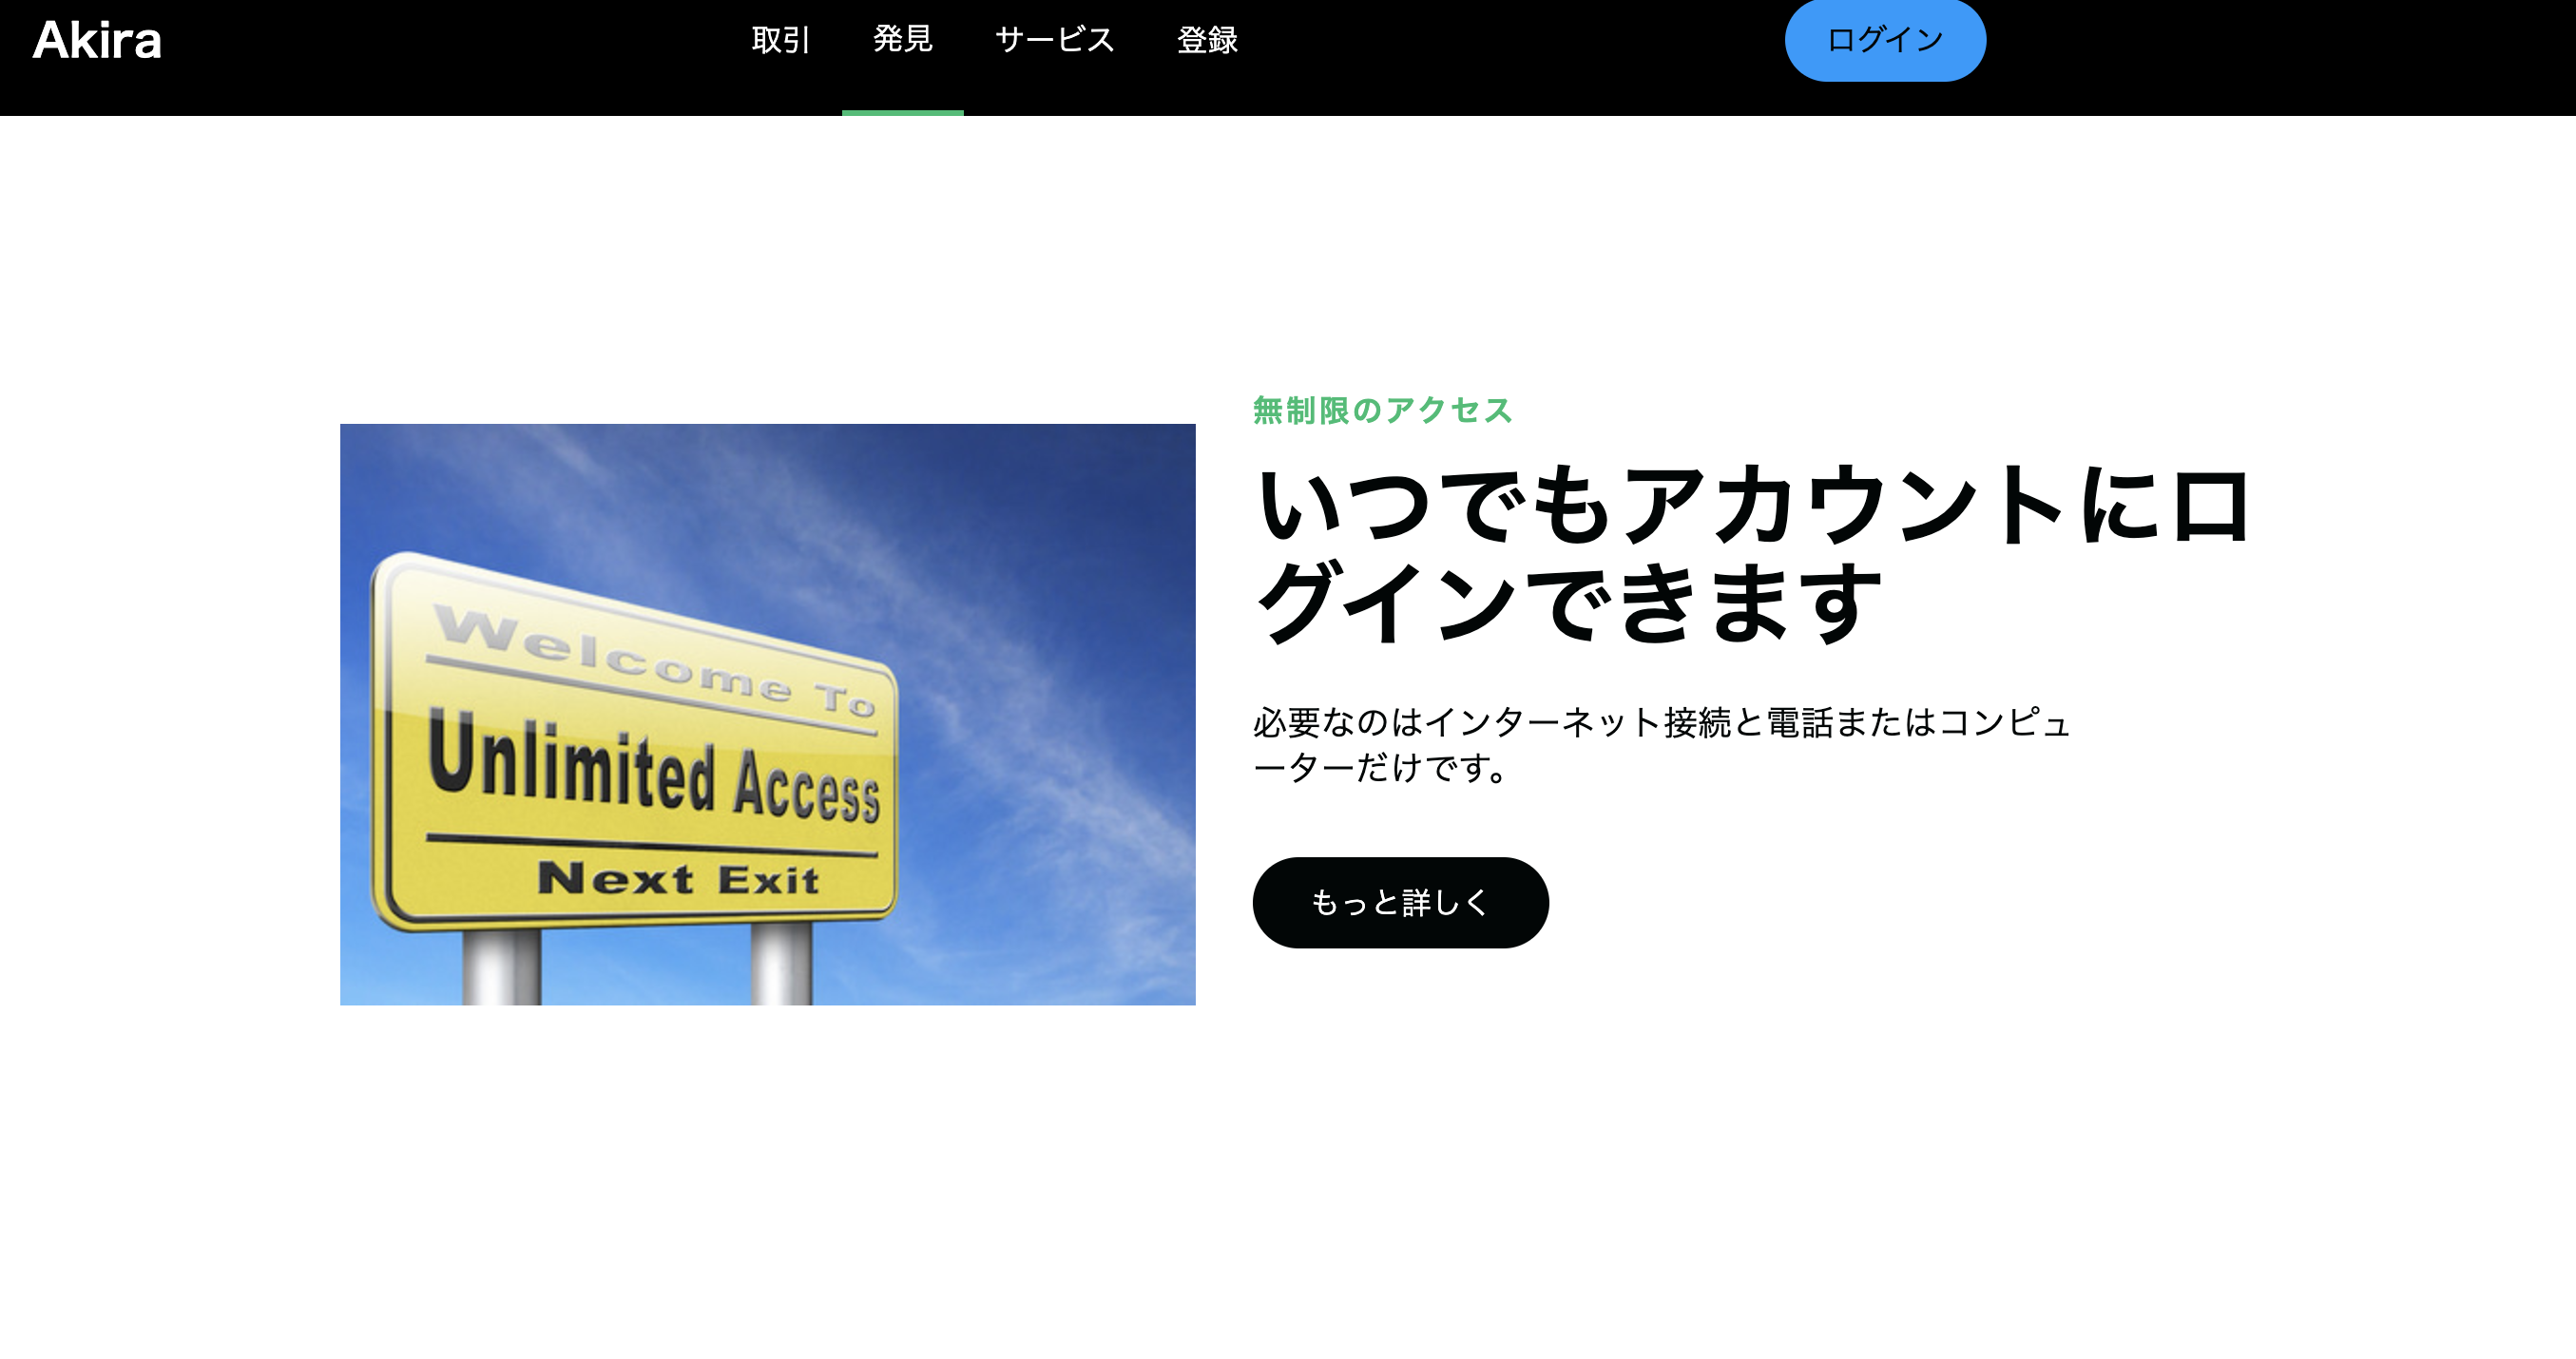 Akira
取引
発見
サービス
登録
ログイン
無制限のアクセス
いつでもアカウントにロ
グインできます
必要なのはインターネット接続と電話またはコンピュ
ーターだけです。
もっと詳しく
Welcome To
Unlimited Access
Next Exit